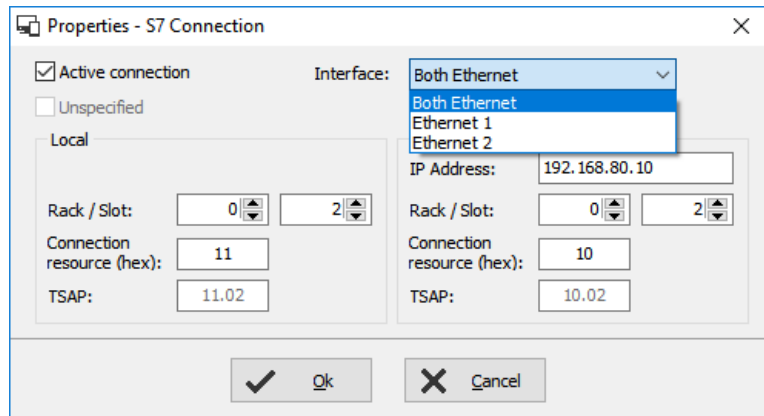 Properties - S7 Connection
Active connection
Interface:
Both Ethernet
Both Ethernet
Ethernet 1
Ethernet 2
Unspecified
Local
IP Address: 192.168.80.10
Rack / Slot: 0 2
Rack / Slot: 0 2
Connection
resource (hex): 11
Connection
resource (hex): 10
TSAP: 11.02
TSAP: 10.02
Ok
Cancel